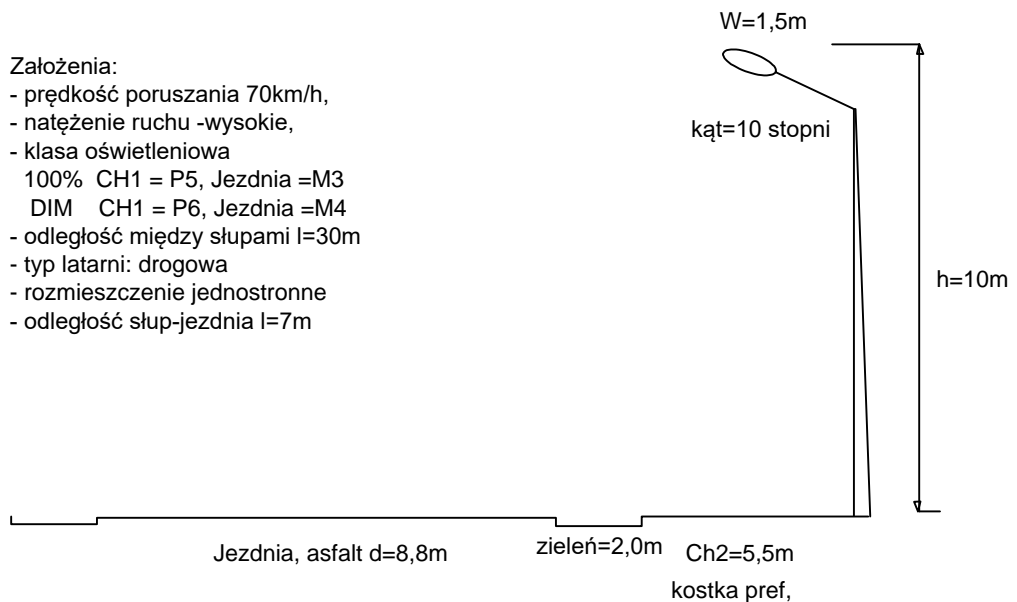 W=1,5m
Założenia:
- prędkość poruszania 70km/h,
- natężenie ruchu -wysokie,
- klasa oświetleniowa
100% CH1 = P5, Jezdnia =M3
DIM CH1 = P6, Jezdnia =M4
- odległość między słupami l=30m
- typ latarni: drogowa
- rozmieszczenie jednostronne
- odległość słup-jezdnia l=7m
kąt=10 stopni
h=10m
Jezdnia, asfalt d=8,8m
zieleń=2,0m
Ch2=5,5m
kostka pref,